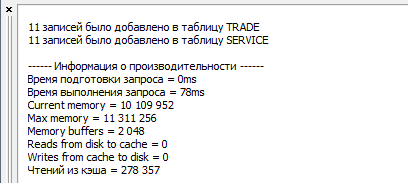 11 записей было добавлено в таблицу TRADE
11 записей было добавлено в таблицу SERVICE
------ Информация о производительности ------
Время подготовки запроса = 0ms
Время выполнения запроса = 78ms
Current memory = 10 109 952
Max memory = 11 311 256
Memory buffers = 2 048
Reads from disk to cache = 0
Writes from cache to disk = 0
Чтений из кэша = 278 357